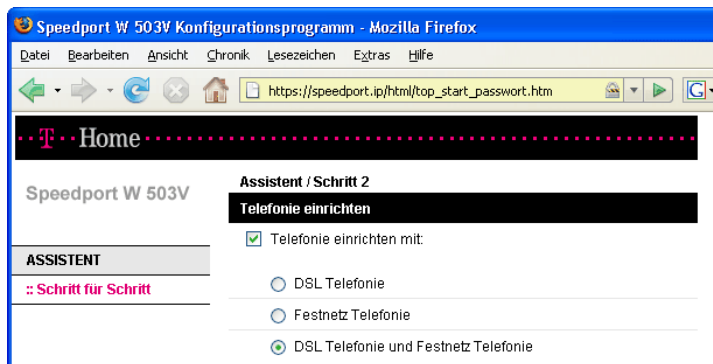 Speedport W 503V Konfigurationsprogramm - Mozilla Firefox
Datei Bearbeiten Ansicht Chronik Lesezeichen Extras Hilfe
https://speedport.ip/html/top_start_passwort.htm
G
T Home
Speedport W 503V
Assistent / Schritt 2
Telefonie einrichten
Telefonie einrichten mit:
ASSISTENT
:: Schritt für Schritt
DSL Telefonie
Festnetz Telefonie
DSL Telefonie und Festnetz Telefonie